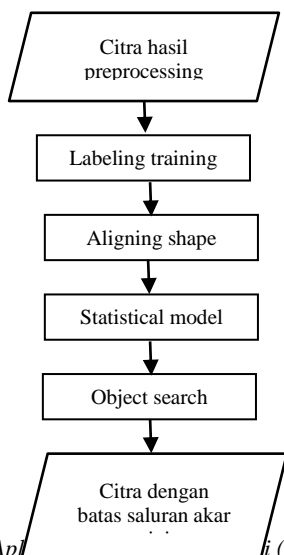 Citra hasil
preprocessing
Labeling training
Aligning shape
Statistical model
Object search
Citra dengan
batas saluran akar